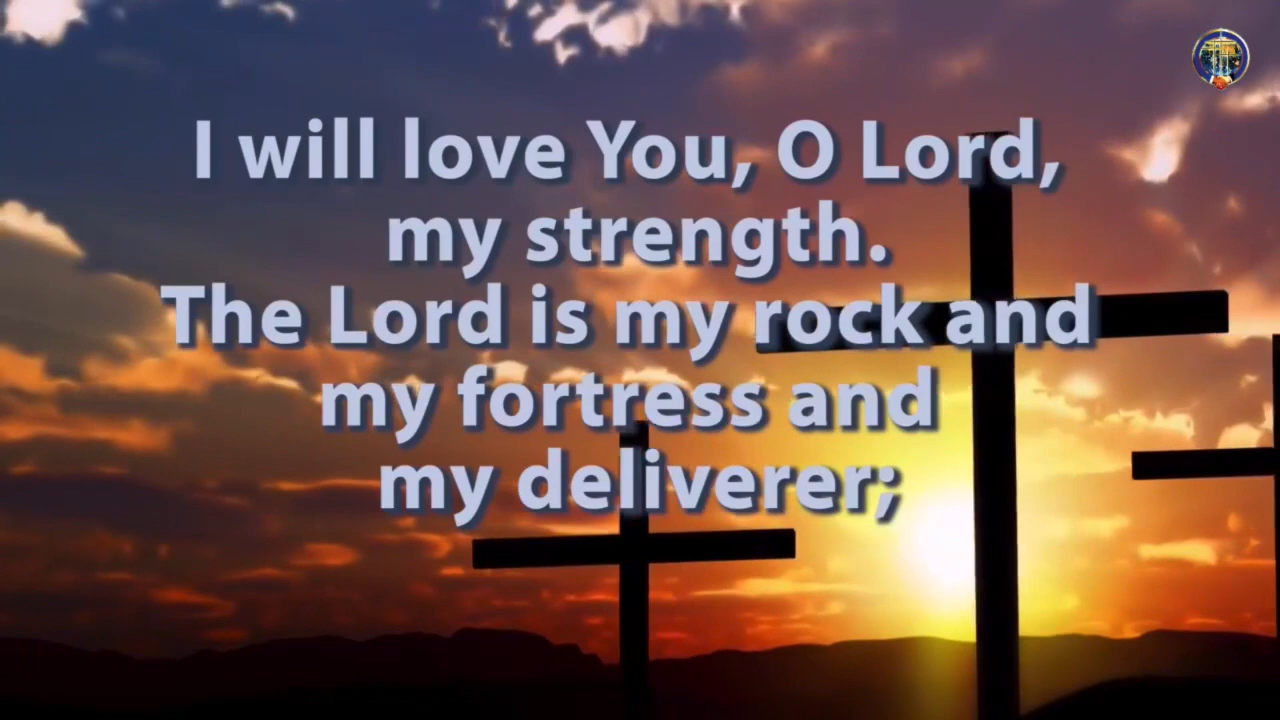 I will love You, O Lord,
my strength.
The Lord is my rock and
my fortress and
my deliverer;